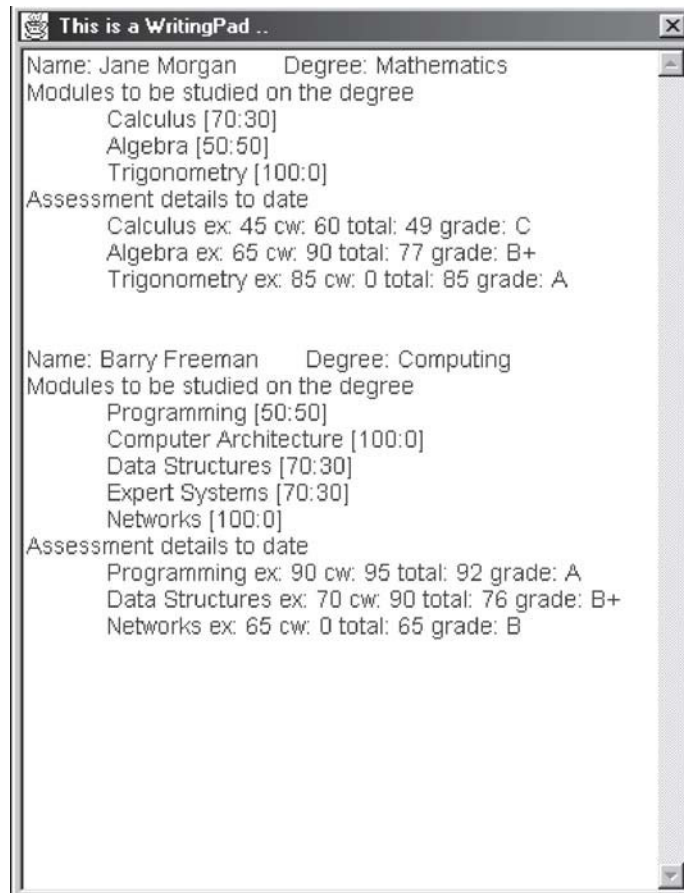 This is a WritingPad ..
Name: Jane Morgan Degree: Mathematics
Modules to be studied on the degree
Calculus [70:30]
Algebra [50:50]
Trigonometry [100:0]
Assessment details to date
Calculus ex: 45 cw: 60 total: 49 grade: C
Algebra ex: 65 cw: 90 total: 77 grade: B+
Trigonometry ex: 85 cw: 0 total: 85 grade: A
Name: Barry Freeman Degree: Computing
Modules to be studied on the degree
Programming [50:50]
Computer Architecture [100:0]
Data Structures [70:30]
Expert Systems [70:30]
Networks [100:0]
Assessment details to date
Programming ex: 90 cw: 95 total: 92 grade: A
Data Structures ex: 70 cw: 90 total: 76 grade: B+
Networks ex: 65 cw: 0 total: 65 grade: B